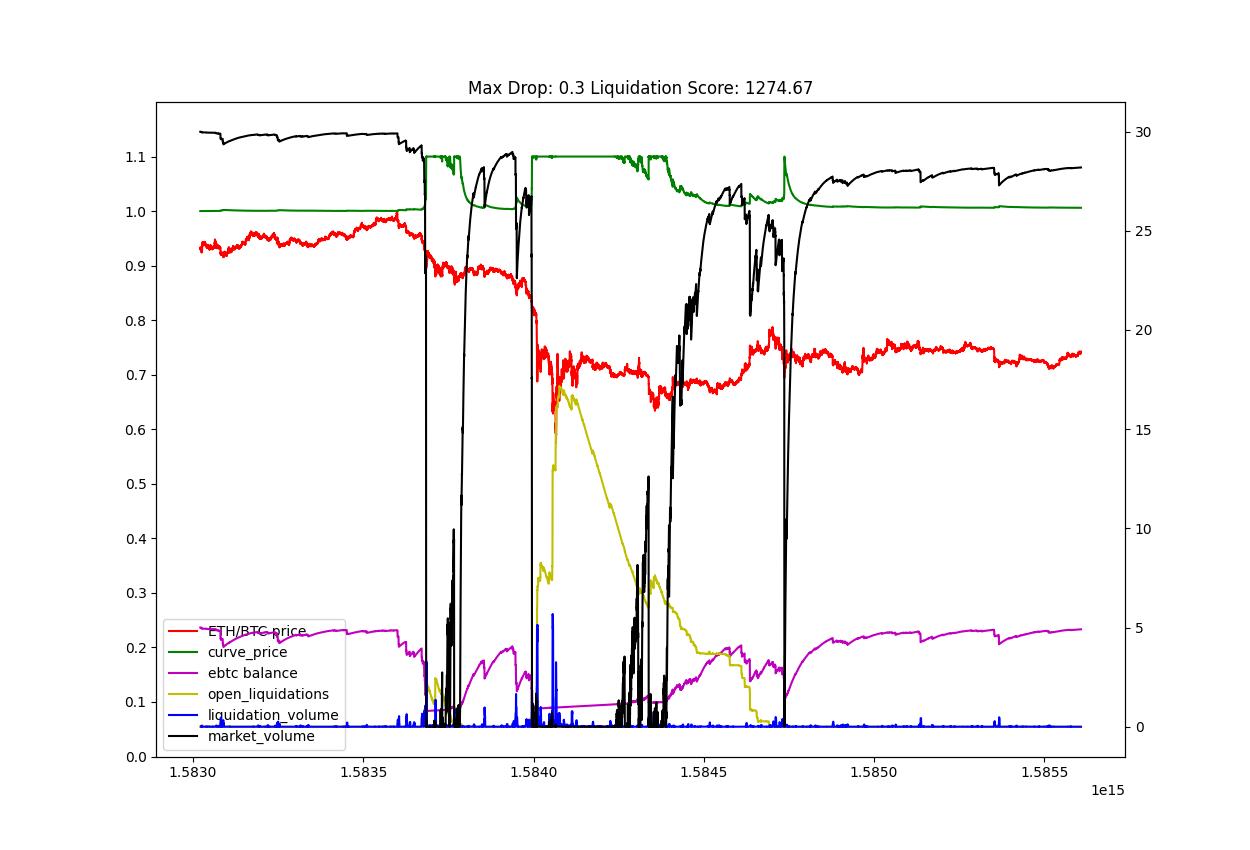 Max Drop: 0.3 Liquidation Score: 1274.67
1.1
1.0
0.9
0.8
0.7
0.6
0.5
0.4
0.3
0.2
0.1
0.0
30
25
20
15
10
5
0
ETH/BTC price
curve_price
ebtc balance
open_liquidations
liquidation_volume
market_volume
1.5830 1.5835 1.5840 1.5845 1.5850 1.5855
1e15